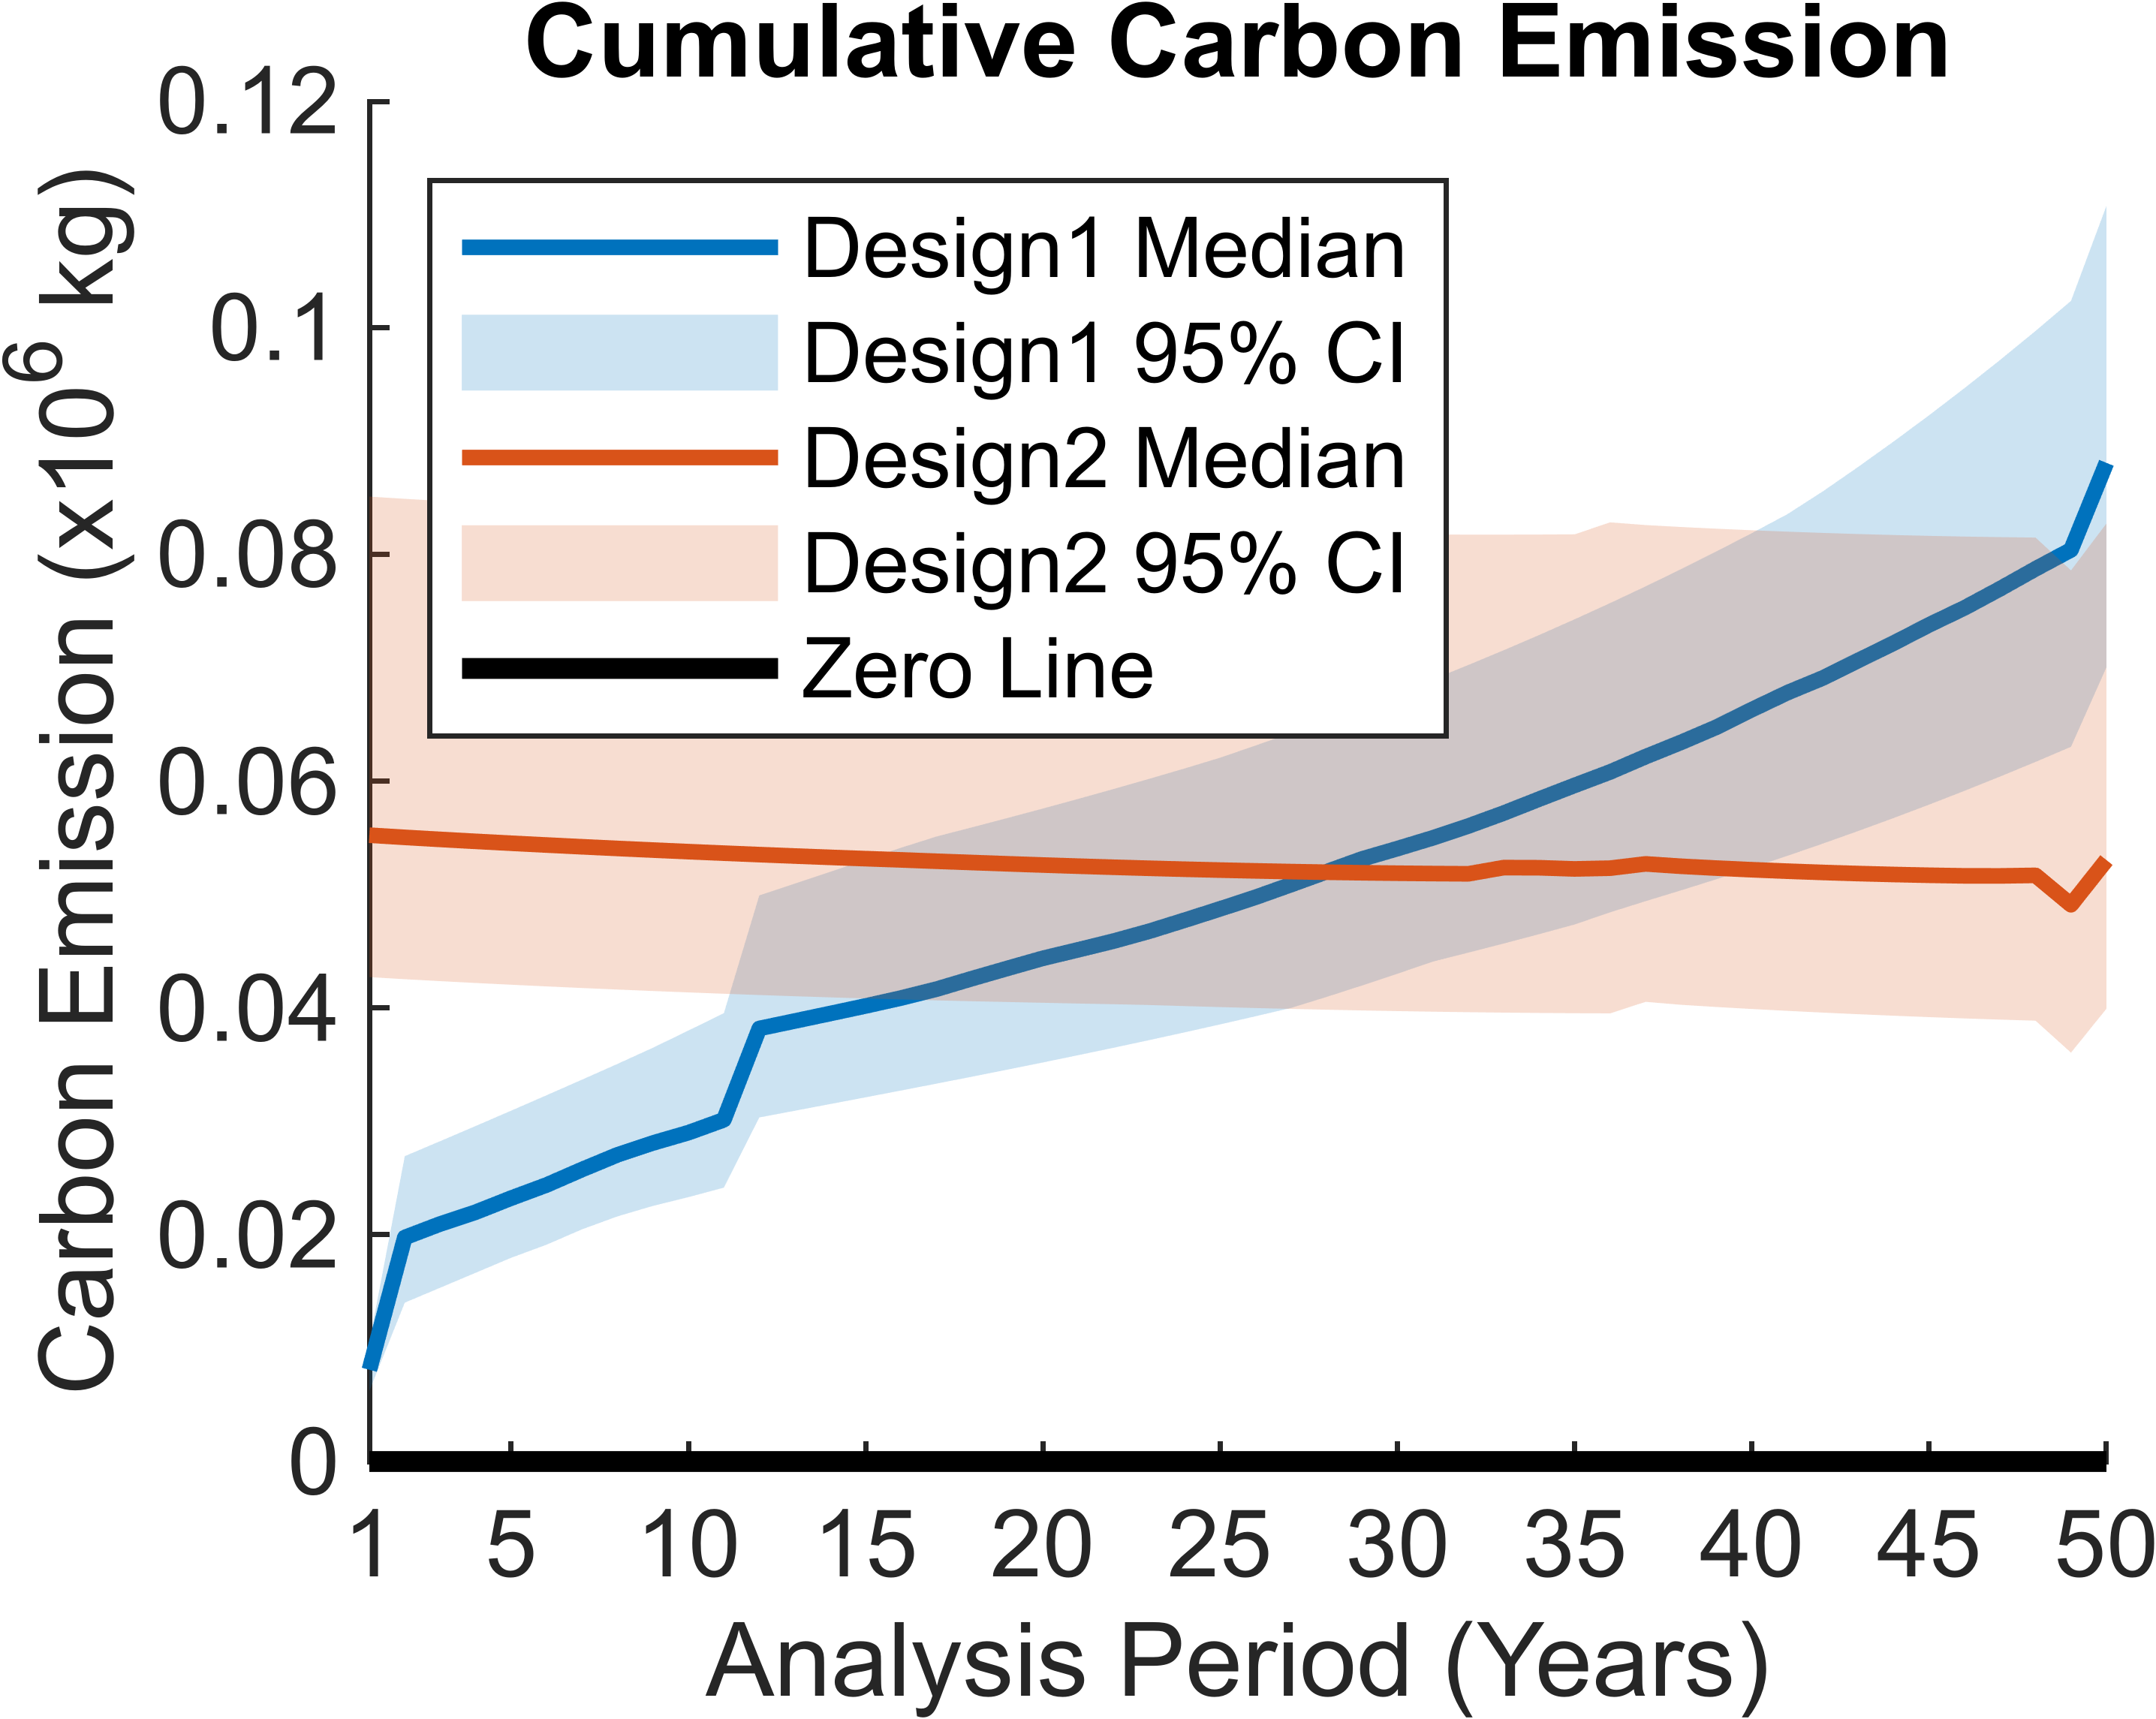 Cumulative Carbon Emission
Carbon Emission (x10⁶ kg)
0.12
0.1
0.08
0.06
0.04
0.02
0
Design1 Median
Design1 95% CI
Design2 Median
Design2 95% CI
Zero Line
1 5 10 15 20 25 30 35 40 45 50
Analysis Period (Years)